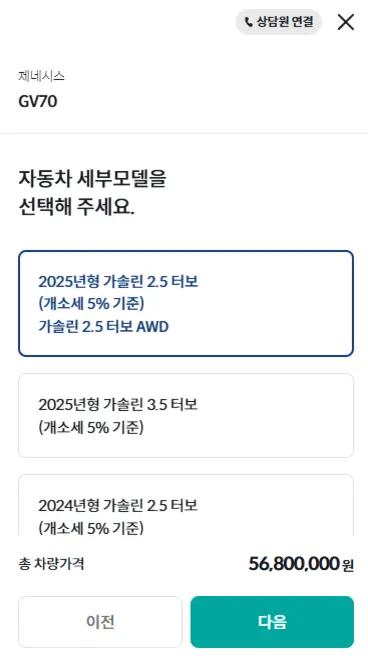 상담원 연결
제네시스
GV70
자동차 세부모델을
선택해 주세요.
2025년형 가솔린 2.5 터보
(개소세 5% 기준)
가솔린 2.5 터보 AWD
2025년형 가솔린 3.5 터보
(개소세 5% 기준)
2024년형 가솔린 2.5 터보
(개소세 5% 기준)
총 차량가격 56,800,000 원
이전 다음